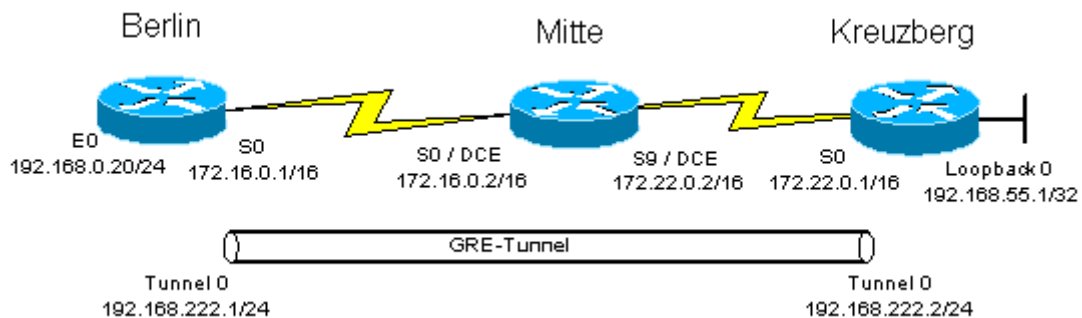 Berlin
Mitte
Kreuzberg
E0
192.168.0.20/24
S0
172.16.0.1/16
S0 / DCE
172.16.0.2/16
S9 / DCE
172.22.0.2/16
S0
172.22.0.1/16
Loopback 0
192.168.55.1/32
GRE-Tunnel
Tunnel 0
192.168.222.1/24
Tunnel 0
192.168.222.2/24